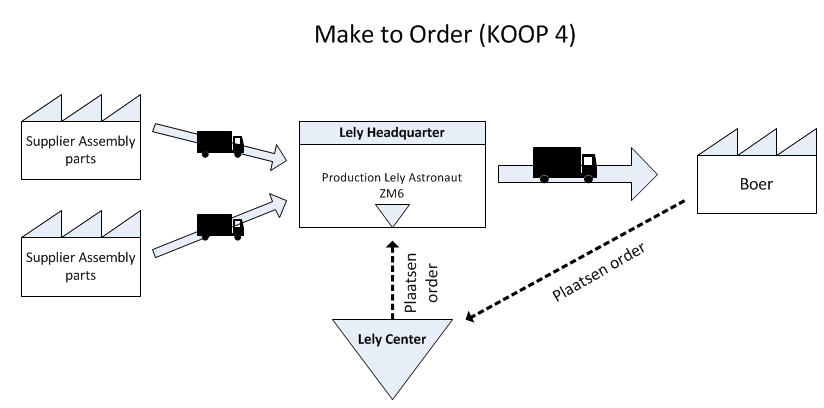 Make to Order (KOOP 4)
Supplier Assembly
parts
Lely Headquarter
Production Lely Astronaut
ZM6
Boer
Supplier Assembly
parts
Plaatsen
order
Plaatsen order
Lely Center